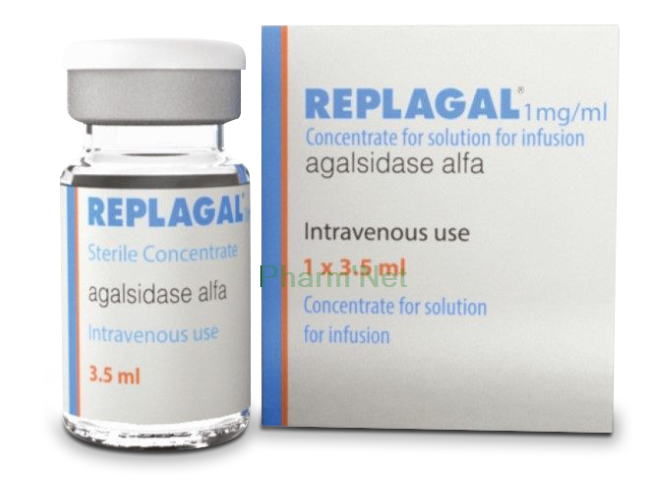 REPLAGAL
Sterile Concentrate
agalsidase alfa
Intravenous use
3.5 ml
REPLAGAL® 1mg/ml
Concentrate for solution for infusion
agalsidase alfa
Intravenous use
1 x 3.5 ml
Pharm'Net
Concentrate for solution
for infusion